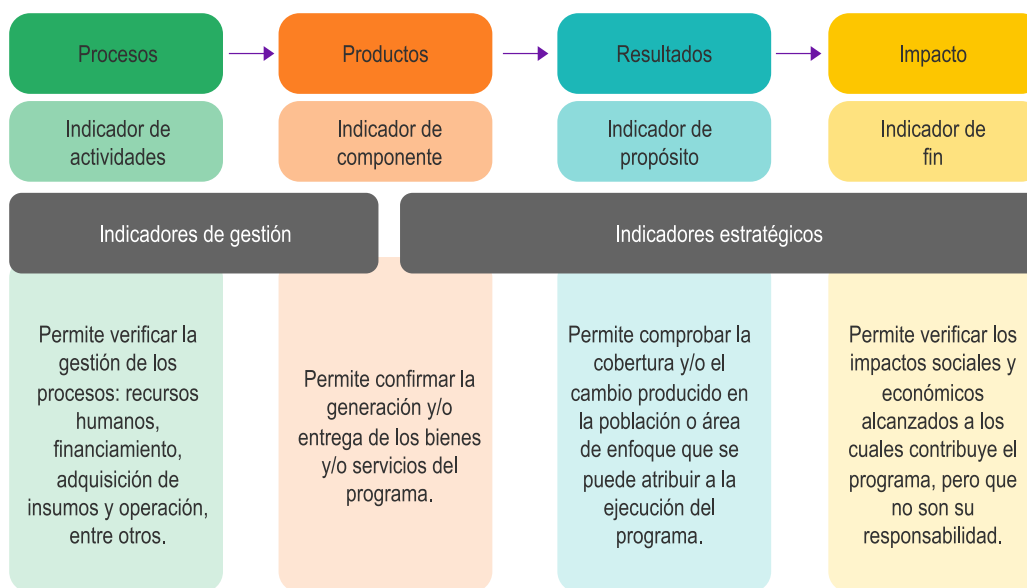 Procesos
Productos
Resultados
Impacto
Indicador de
actividades
Indicador de
componente
Indicador de
propósito
Indicador de
fin
Indicadores de gestión
Indicadores estratégicos
Permite verificar la
gestión de los
procesos: recursos
humanos,
financiamiento,
adquisición de
insumos y operación,
entre otros.
Permite confirmar la
generación y/o
entrega de los bienes
y/o servicios del
programa.
Permite comprobar la
cobertura y/o el
cambio producido en
la población o área
de enfoque que se
puede atribuir a la
ejecución del
programa.
Permite verificar los
impactos sociales y
económicos
alcanzados a los
cuales contribuye el
programa, pero que
no son su
responsabilidad.